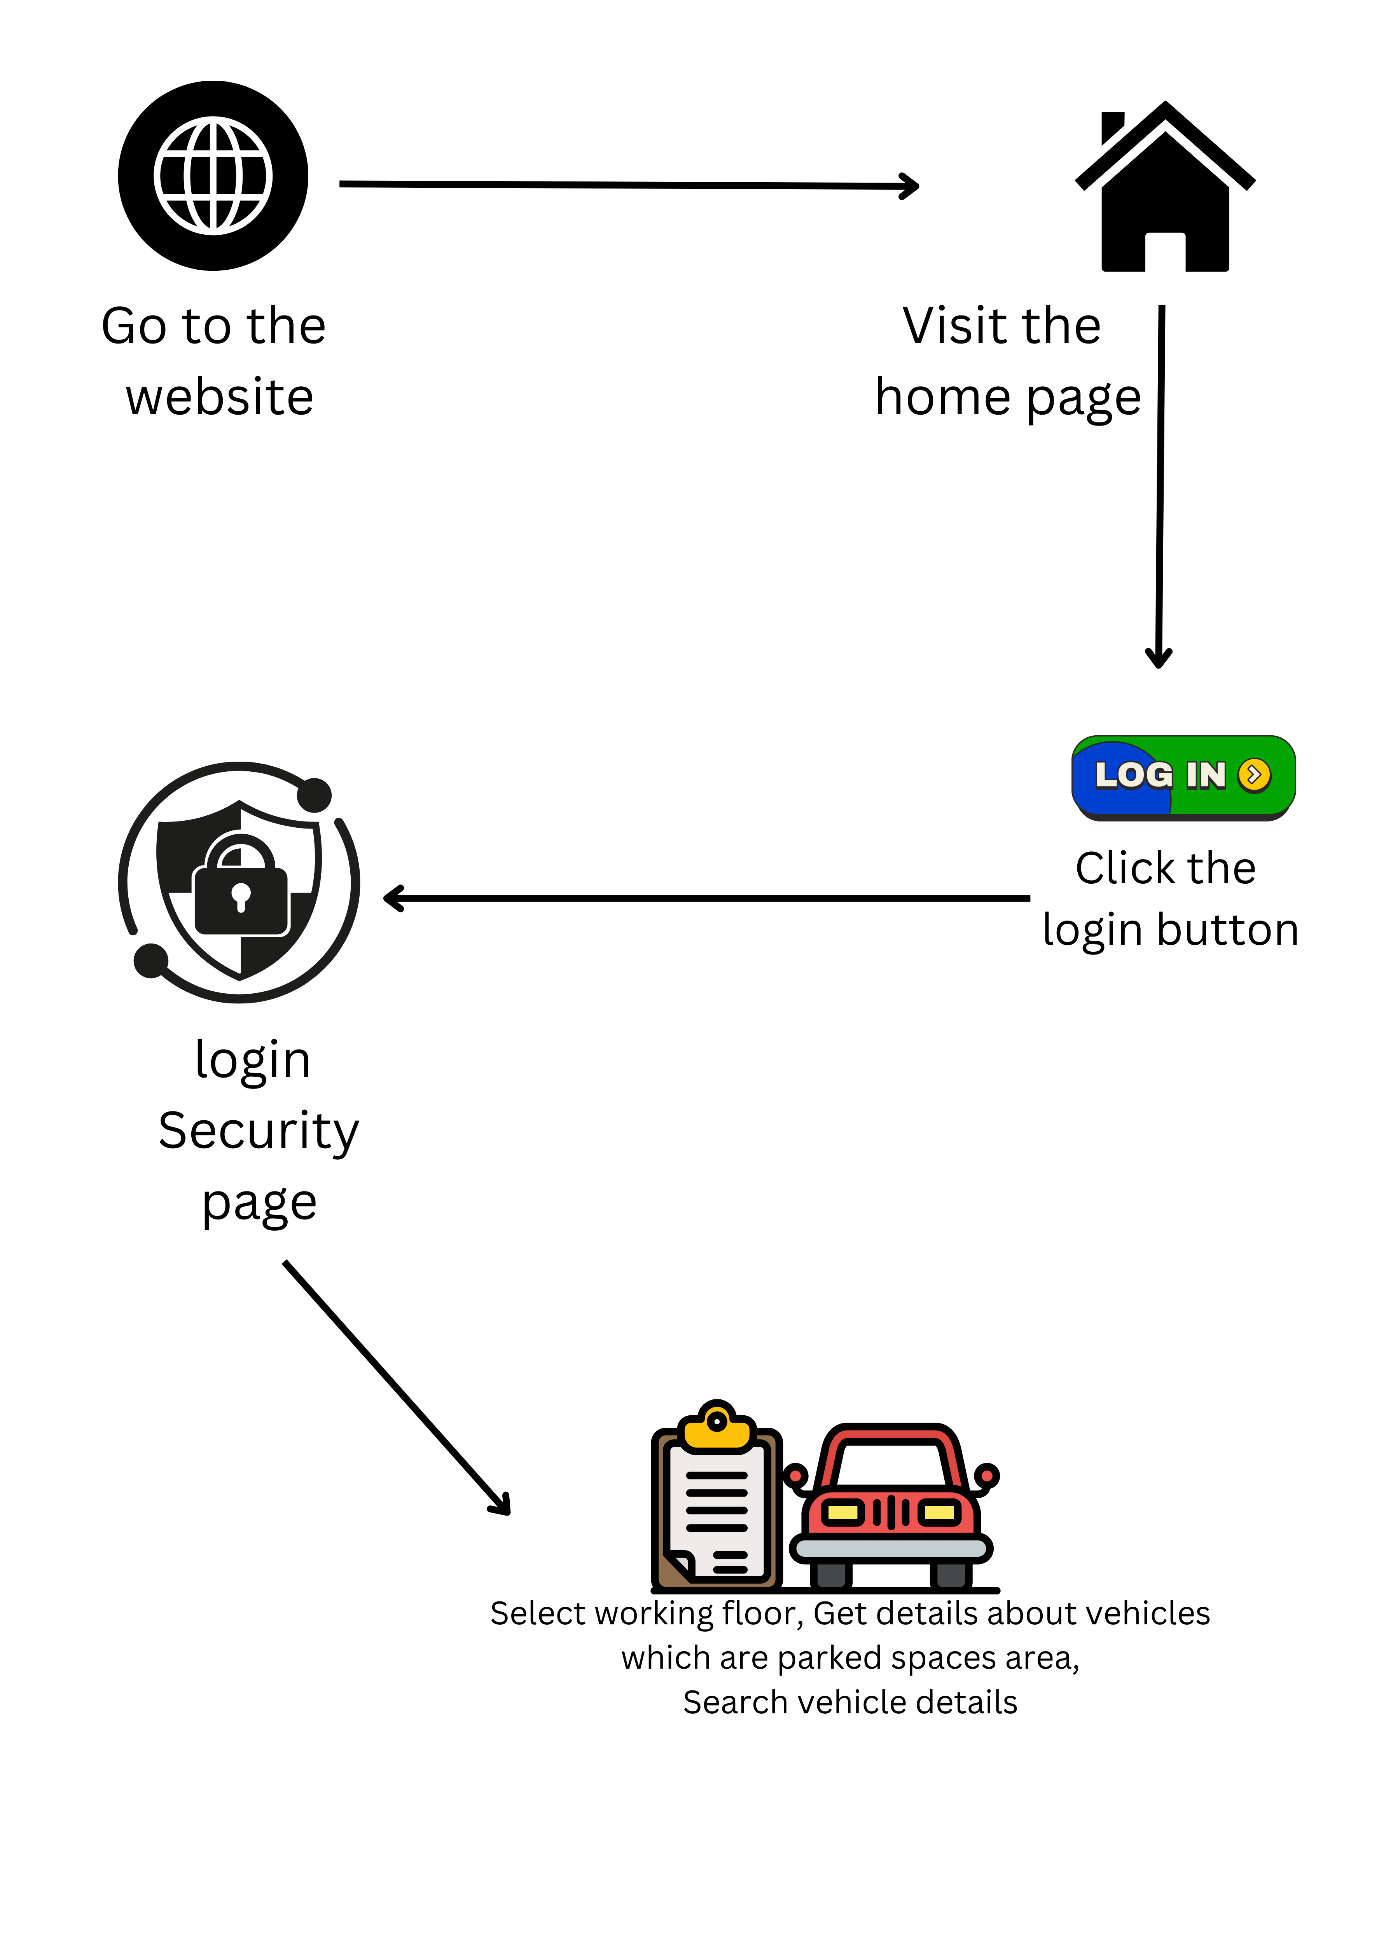 Go to the
website
Visit the
home page
LOG IN
Click the
login button
login
Security
page
Select working floor, Get details about vehicles
which are parked spaces area,
Search vehicle details